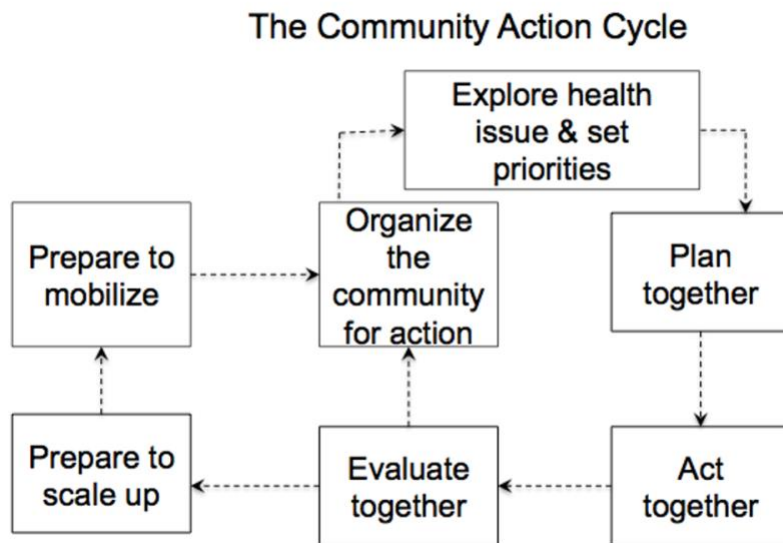 The Community Action Cycle
Explore health
issue & set
priorities
Prepare to
mobilize
Organize
the
community
for action
Plan
together
Prepare to
scale up
Evaluate
together
Act
together